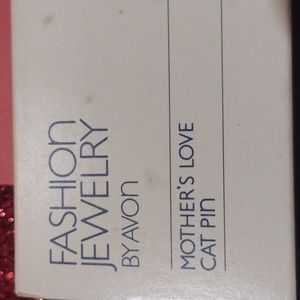 FASHION
JEWELRY
BY AVON
MOTHER'S LOVE
CAT PIN